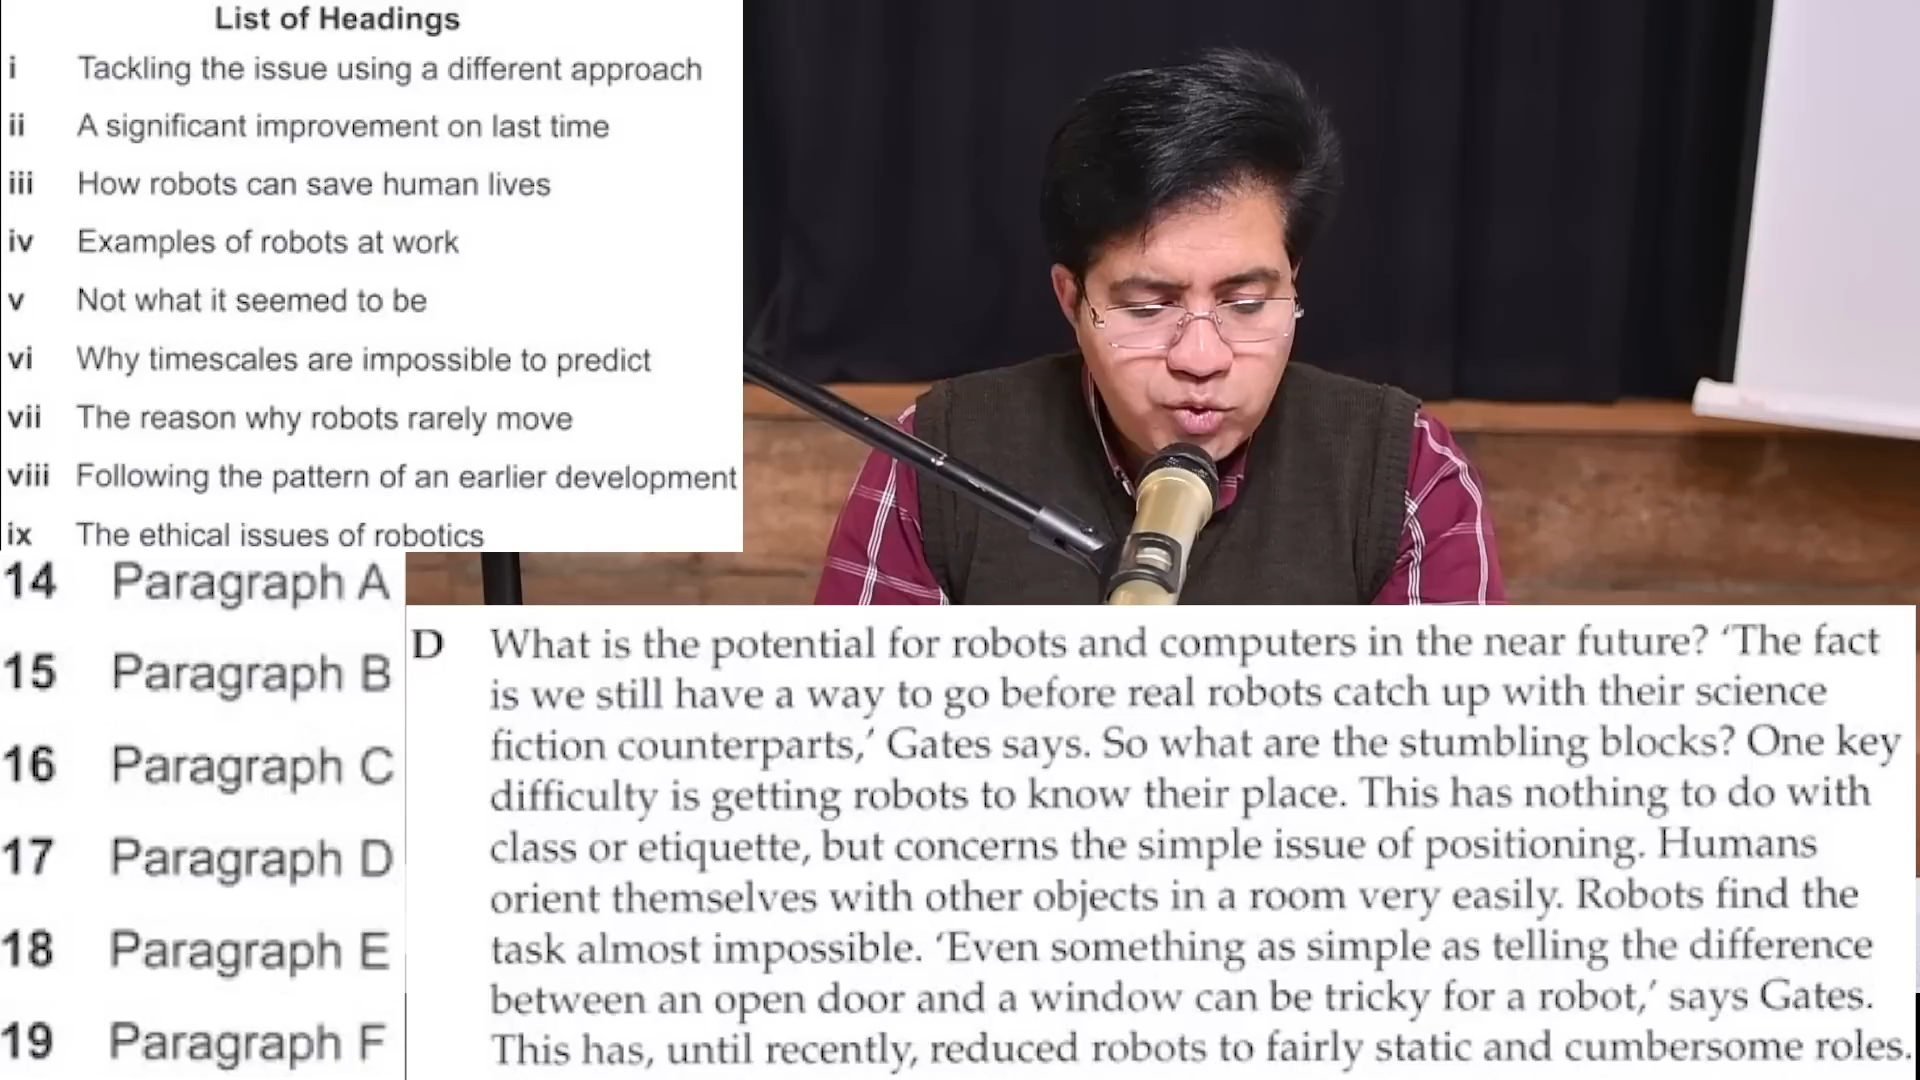 List of Headings
i Tackling the issue using a different approach
ii A significant improvement on last time
iii How robots can save human lives
iv Examples of robots at work
v Not what it seemed to be
vi Why timescales are impossible to predict
vii The reason why robots rarely move
viii Following the pattern of an earlier development
ix The ethical issues of robotics
14 Paragraph A
15 Paragraph B
16 Paragraph C
17 Paragraph D
18 Paragraph E
19 Paragraph F
D What is the potential for robots and computers in the near future? ‘The fact
is we still have a way to go before real robots catch up with their science
fiction counterparts,’ Gates says. So what are the stumbling blocks? One key
difficulty is getting robots to know their place. This has nothing to do with
class or etiquette, but concerns the simple issue of positioning. Humans
orient themselves with other objects in a room very easily. Robots find the
task almost impossible. ‘Even something as simple as telling the difference
between an open door and a window can be tricky for a robot,’ says Gates.
This has, until recently, reduced robots to fairly static and cumbersome roles.